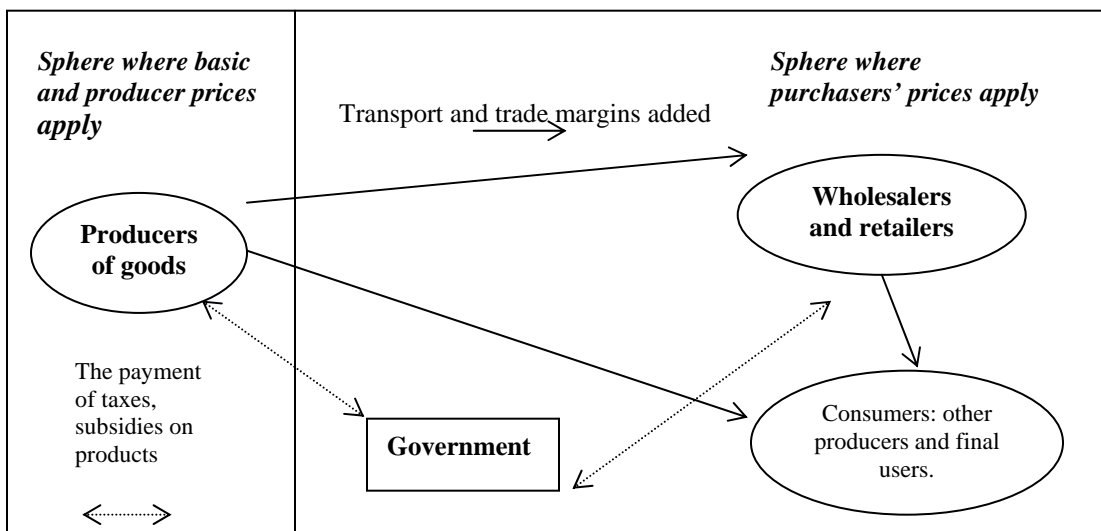 Sphere where basic
and producer prices
apply
Sphere where
purchasers’ prices apply
Transport and trade margins added
Producers
of goods
Wholesalers
and retailers
The payment
of taxes,
subsidies on
products
Government
Consumers: other
producers and final
users.